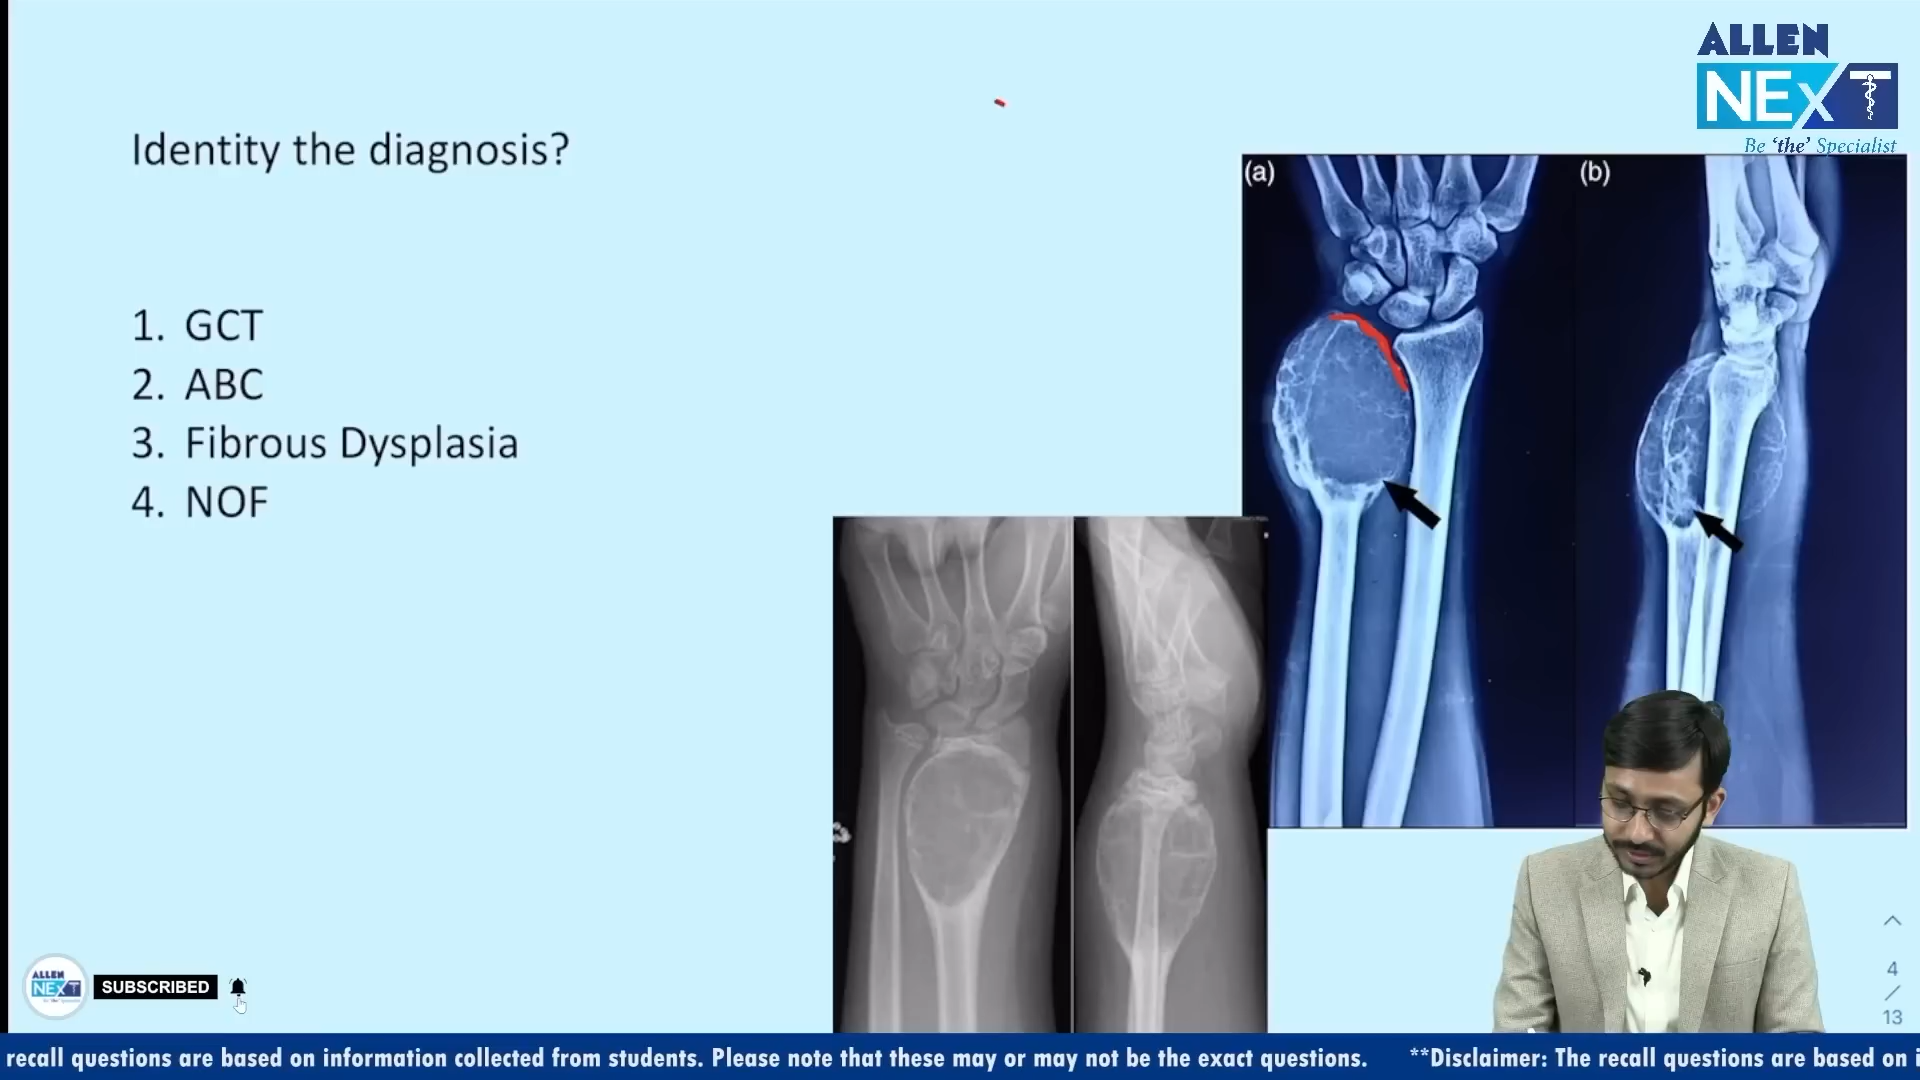 ALLEN
NEXT
Be 'the' Specialist
Identity the diagnosis?
(a)
(b)
1. GCT
2. ABC
3. Fibrous Dysplasia
4. NOF
ALLEN
NEXT
SUBSCRIBED
4
/
13
recall questions are based on information collected from students. Please note that these may or may not be the exact questions. **Disclaimer: The recall questions are based on i